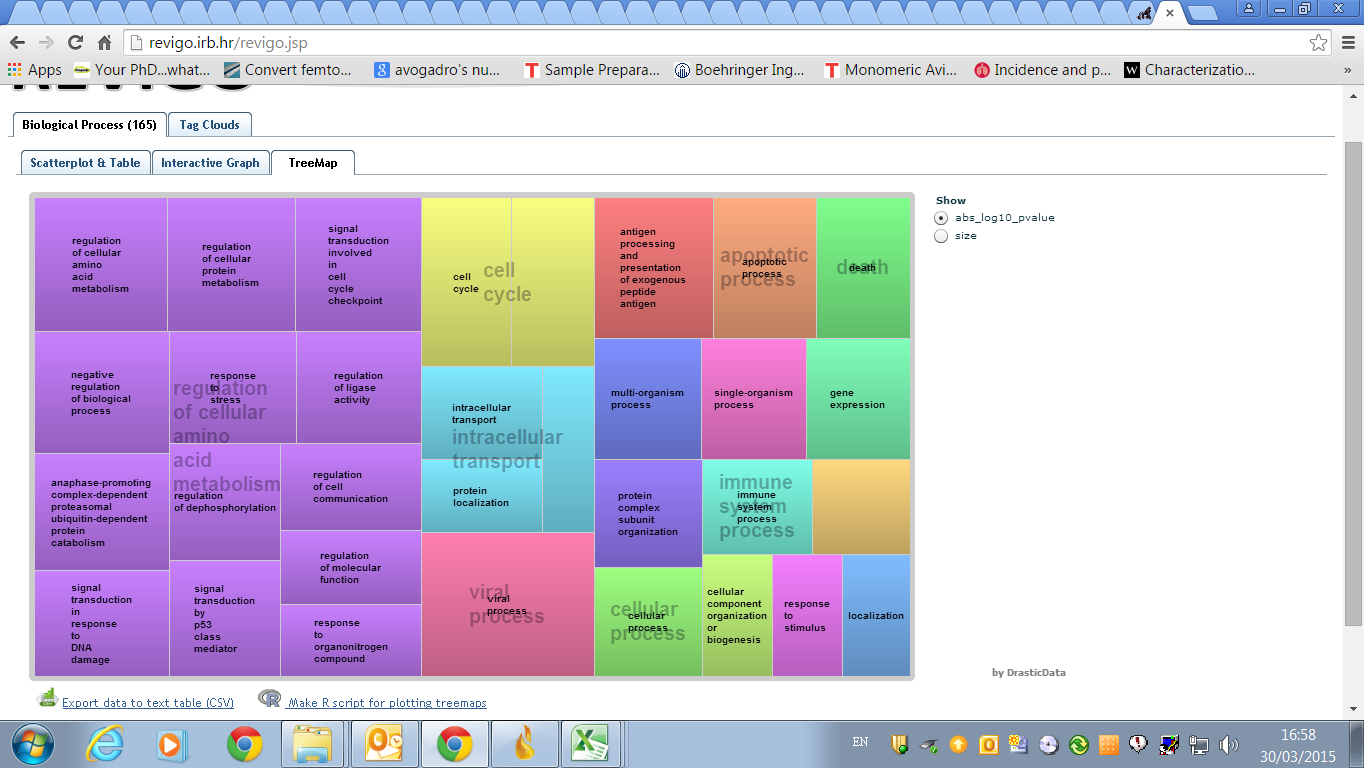 revigo.irb.hr/revigo.jsp
Apps
Your PhD...what...
Convert femto...
avogadro's nu...
Sample Prepara...
Boehringer Ing...
Monomeric Avi...
Incidence and p...
Characterizatio...
»
Biological Process (165)
Tag Clouds
Scatterplot & Table
Interactive Graph
TreeMap
Show
abs_log10_pvalue
size
regulation
of cellular
amino
acid
metabolism
regulation
of cellular
protein
metabolism
signal
transduction
involved
in
cell
cycle
checkpoint
cell
cycle
cell
cycle
antigen
processing
and
presentation
of exogenous
peptide
antigen
apoptotic
process
apoptotic
process
death
death
negative
regulation
of biological
process
response
to
stress
regulation
of cellular
amino
acid
metabolism
regulation
of ligase
activity
intracellular
transport
intracellular
transport
protein
localization
multi-organism
process
single-organism
process
gene
expression
anaphase-promoting
complex-dependent
proteasomal
ubiquitin-dependent
protein
catabolism
regulation
of dephosphorylation
regulation
of cell
communication
regulation
of molecular
function
protein
complex
subunit
organization
immune
system
process
immune
system
process
signal
transduction
in
response
to
DNA
damage
signal
transduction
by
p53
class
mediator
response
to
organonitrogen
compound
viral
process
viral
process
cellular
process
cellular
process
cellular
component
organization
or
biogenesis
response
to
stimulus
localization
by DrasticData
Export data to text table (CSV)
Make R script for plotting treemaps
EN
16:58
30/03/2015